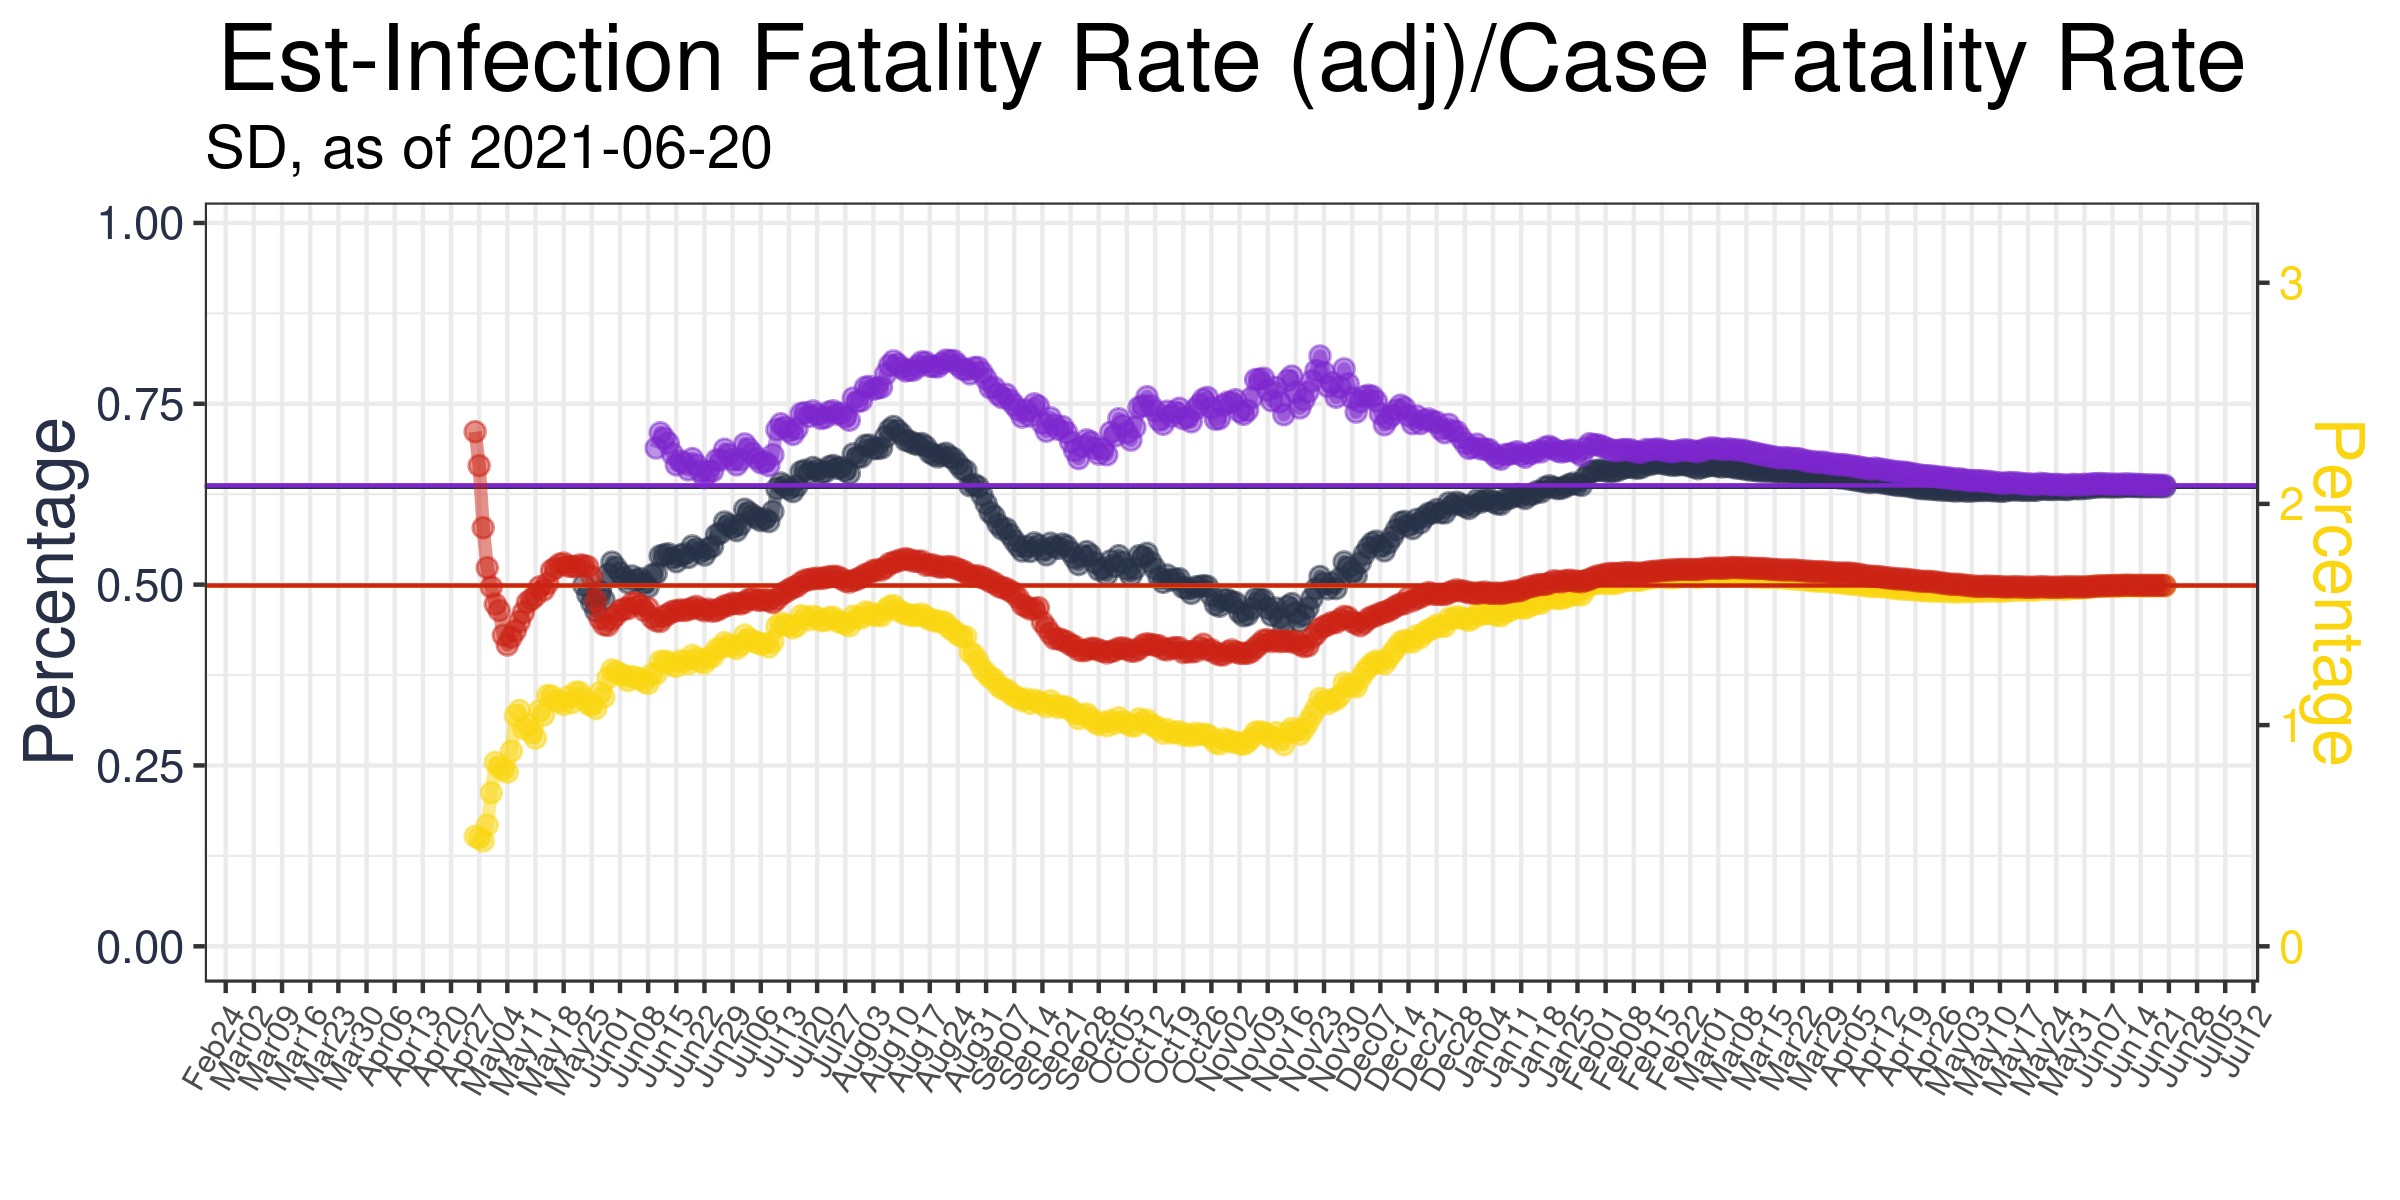 Est-Infection Fatality Rate (adj)/Case Fatality Rate
SD, as of 2021-06-20
Percentage
1.00
0.75
0.50
0.25
0.00
3
2
1
0
Percentage
Feb24
Mar02
Mar09
Mar16
Mar23
Mar30
Apr06
Apr13
Apr20
Apr27
May04
May11
May18
May25
Jun01
Jun08
Jun15
Jun22
Jun29
Jul06
Jul13
Jul20
Jul27
Aug03
Aug10
Aug17
Aug24
Aug31
Sep07
Sep14
Sep21
Sep28
Oct05
Oct12
Oct19
Oct26
Nov02
Nov09
Nov16
Nov23
Nov30
Dec07
Dec14
Dec21
Dec28
Jan04
Jan11
Jan18
Jan25
Feb01
Feb08
Feb15
Feb22
Mar01
Mar08
Mar15
Mar22
Mar29
Apr05
Apr12
Apr19
Apr26
May03
May10
May17
May24
May31
Jun07
Jun14
Jun21
Jun28
Jul05
Jul12